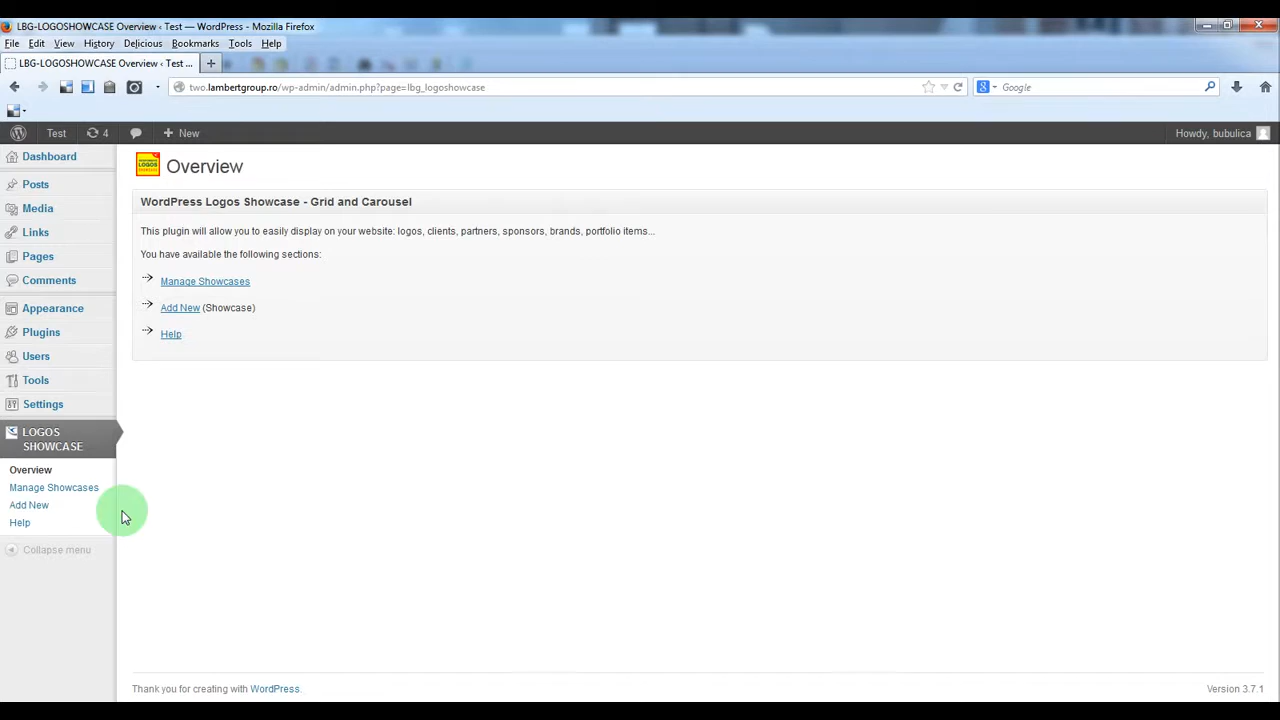 LBG-LOGOSHOWCASE Overview ‹ Test — WordPress - Mozilla Firefox
File Edit View History Delicious Bookmarks Tools Help
LBG-LOGOSHOWCASE Overview ‹ Test ...
two.lambertgroup.ro/wp-admin/admin.php?page=lbg_logoshowcase
Google
Test 4 New Howdy, bubulica
Dashboard
Posts
Media
Links
Pages
Comments
Appearance
Plugins
Users
Tools
Settings
LOGOS
SHOWCASE
Overview
Manage Showcases
Add New
Help
Collapse menu
LOGOS
Overview
WordPress Logos Showcase - Grid and Carousel
This plugin will allow you to easily display on your website: logos, clients, partners, sponsors, brands, portfolio items...
You have available the following sections:
Manage Showcases
Add New (Showcase)
Help
Thank you for creating with WordPress.
Version 3.7.1